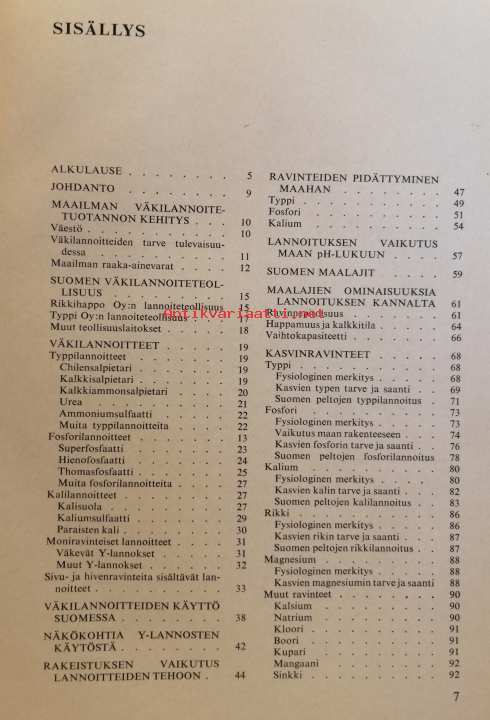 SISÄLLYS
ALKULAUSE . . . . . . . . 5
JOHDANTO . . . . . . . . 9
MAAILMAN VÄKILANNOITE-
TUOTANNON KEHITYS . . . 10
Väestö . . . . . . . . . . 10
Väkilannoitteiden tarve tulevaisuu-
dessa . . . . . . . . . . 11
Maailman raaka-ainevarat . . . . 12
SUOMEN VÄKILANNOITETEOL-
LISUUS . . . . . . . . . . 15
Rikkihappo Oy:n lannoiteteollisuus 15
Typpi Oy:n lannoiteteollisuus . . . 17
Muut teollisuuslaitokset . . . . . 18
VÄKILANNOITTEET . . . . . 19
Typpilannoitteet . . . . . . . 19
Chilensalpietari . . . . . . . 19
Kalkkisalpietari . . . . . . . 19
Kalkkiammonsalpietari . . . . 20
Urea . . . . . . . . . . 21
Ammoniumsulfaatti . . . . . 22
Muita typpilannoitteita . . . . 22
Fosforilannoitteet . . . . . . . 13
Superfosfaatti . . . . . . . 23
Hienofosfaatti . . . . . . . 24
Thomasfosfaatti . . . . . . . 25
Muita fosforilannoitteita . . . . 27
Kalilannoitteet . . . . . . . . 27
Kalisuola . . . . . . . . . 27
Kaliumsulfaatti . . . . . . . 29
Paraisten kali . . . . . . . . 30
Moniravinteiset lannoitteet . . . . 31
Väkevät Y-lannokset . . . . . 31
Muut Y-lannokset . . . . . . 32
Sivu- ja hivenravinteita sisältävät lan-
noitteet . . . . . . . . . . 33
VÄKILANNOITTEIDEN KÄYTTÖ
SUOMESSA . . . . . . . . 38
NÄKÖKOHTIA Y-LANNOSTEN
KÄYTÖSTÄ . . . . . . . . 42
RAKEISTUKSEN VAIKUTUS
LANNOITTEIDEN TEHOON . 44
RAVINTEIDEN PIDÄTTYMINEN
MAAHAN . . . . . . . . 47
Typpi . . . . . . . . . . 49
Fosfori . . . . . . . . . . 51
Kalium . . . . . . . . . . 54
LANNOITUKSEN VAIKUTUS
MAAN pH-LUKUUN . . . . 57
SUOMEN MAALAJIT . . . . 59
MAALAJIEN OMINAISUUKSIA
LANNOITUKSEN KANNALTA 61
Ravinneparoisuus . . . . . . . 61
Happamuus ja kalkkitila . . . . . 64
Vaihtokapasiteetti . . . . . . . 66
KASVINRAVINTEET . . . . . 68
Typpi . . . . . . . . . . . 68
Fysiologinen merkitys . . . . . 68
Kasvien typen tarve ja saanti . . 69
Suomen peltojen typpilannoitus . 71
Fosfori . . . . . . . . . . 73
Fysiologinen merkitys . . . . . 73
Vaikutus maan rakenteeseen . . 74
Kasvien fosforin tarve ja saanti . 76
Suomen peltojen fosforilannoitus 78
Kalium . . . . . . . . . . 80
Fysiologinen merkitys . . . . . 80
Kasvien kalin tarve ja saanti . . . 82
Suomen peltojen kalilannoitus . . 83
Rikki . . . . . . . . . . . 86
Fysiologinen merkitys . . . . . 86
Kasvien rikin tarve ja saanti . . . 87
Suomen peltojen rikkilannoitus . . 87
Magnesium . . . . . . . . . 88
Fysiologinen merkitys . . . . . 88
Kasvien magnesiumin tarve ja saanti 88
Muut ravinteet . . . . . . . . 90
Kalsium . . . . . . . . . 90
Natrium . . . . . . . . . 90
Kloori . . . . . . . . . . 91
Boori . . . . . . . . . . 91
Kupari . . . . . . . . . . 91
Mangaani . . . . . . . . . 92
Sinkki . . . . . . . . . . 92
7